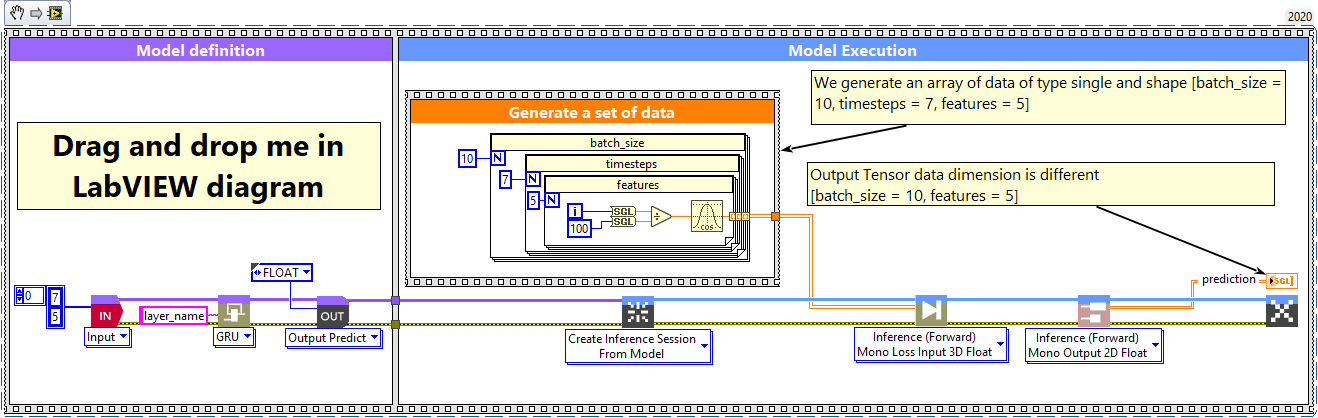 2020
Model definition
Model Execution
Drag and drop me in
LabVIEW diagram
Generate a set of data
batch_size
10
N
timesteps
7
N
features
5
N
i
SGL
SGL
100
÷
COS
We generate an array of data of type single and shape [batch_size =
10, timesteps = 7, features = 5]
Output Tensor data dimension is different
[batch_size = 10, features = 5]
FLOAT
prediction
SGL
0
7
5
IN
layer_name
OUT
Input
GRU
Output Predict
Create Inference Session
From Model
Inference (Forward)
Mono Loss Input 3D Float
Inference (Forward)
Mono Output 2D Float